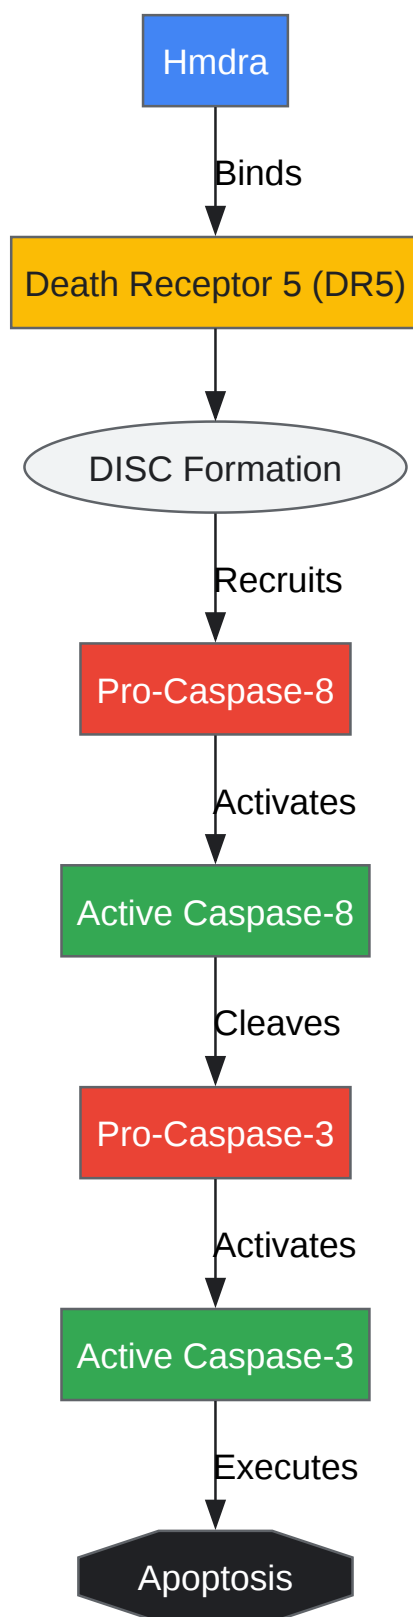 Hmdra
Binds
Death Receptor 5 (DR5)
DISC Formation
Recruits
Pro-Caspase-8
Activates
Active Caspase-8
Cleaves
Pro-Caspase-3
Activates
Active Caspase-3
Executes
Apoptosis